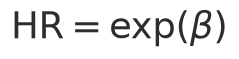 HR = exp(β)